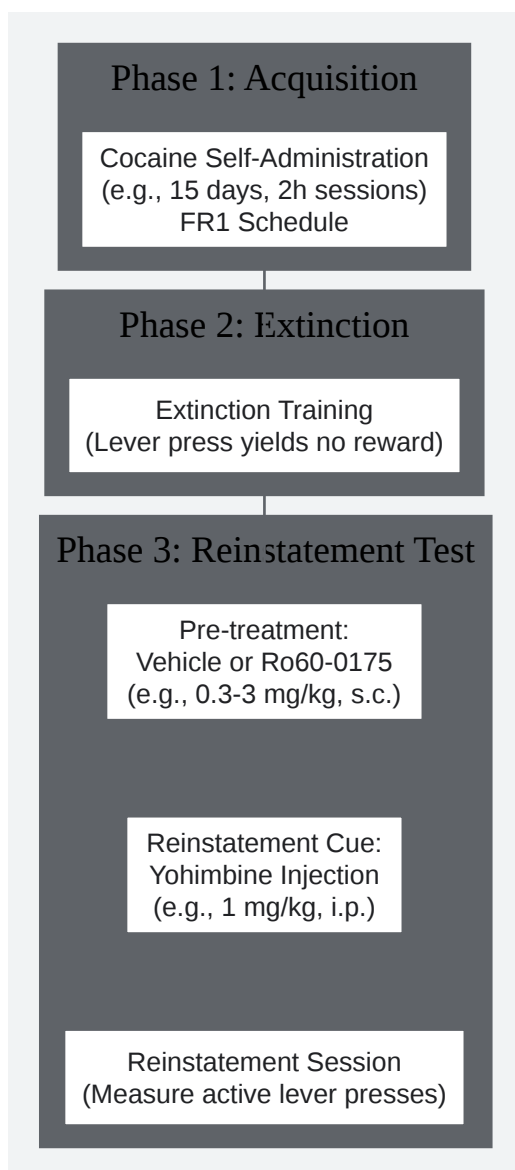 Phase 1: Acquisition
Cocaine Self-Administration
(e.g., 15 days, 2h sessions)
FR1 Schedule
Phase 2: Extinction
Extinction Training
(Lever press yields no reward)
Phase 3: Reinstatement Test
Pre-treatment:
Vehicle or Ro60-0175
(e.g., 0.3-3 mg/kg, s.c.)
Reinstatement Cue:
Yohimbine Injection
(e.g., 1 mg/kg, i.p.)
Reinstatement Session
(Measure active lever presses)